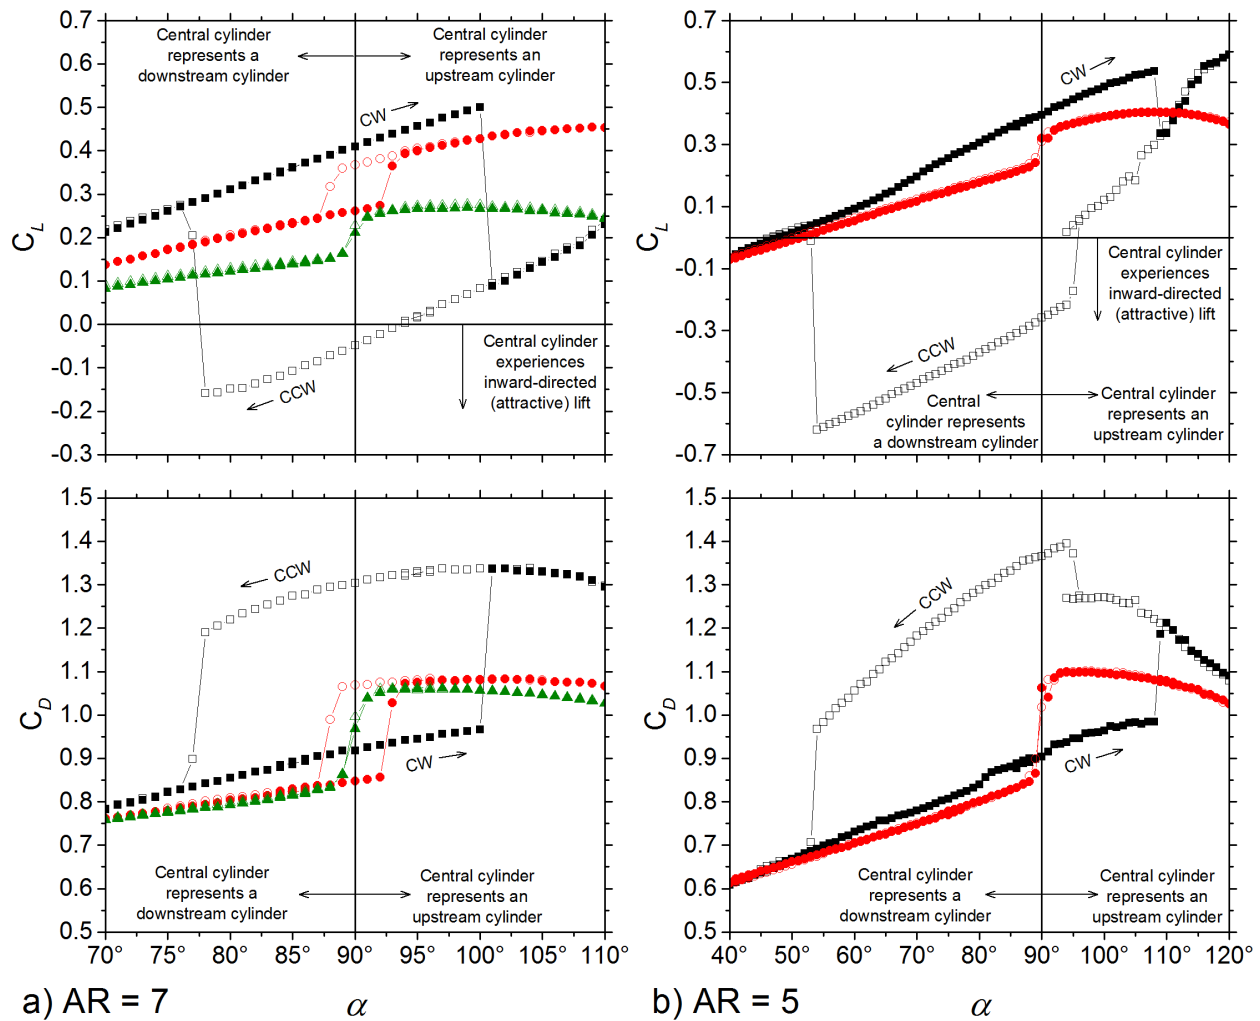 0.7
0.6
0.5
0.4
0.3
0.2
0.1
0.0
-0.1
-0.2
-0.3
C_L
Central cylinder
represents a
downstream cylinder
Central cylinder
represents an
upstream cylinder
CW
CCW
Central cylinder
experiences
inward-directed
(attractive) lift
0.7
0.5
0.3
0.1
-0.1
-0.3
-0.5
-0.7
C_L
CW
CCW
Central cylinder
experiences
inward-directed
(attractive) lift
Central
cylinder represents
a downstream cylinder
Central cylinder
represents an
upstream cylinder
1.5
1.4
1.3
1.2
1.1
1.0
0.9
0.8
0.7
0.6
0.5
C_D
CCW
CW
Central cylinder
represents a
downstream cylinder
Central cylinder
represents an
upstream cylinder
70° 75° 80° 85° 90° 95° 100° 105° 110°
1.5
1.4
1.3
1.2
1.1
1.0
0.9
0.8
0.7
0.6
0.5
C_D
CCW
CW
Central cylinder
represents a
downstream cylinder
Central cylinder
represents an
upstream cylinder
40° 50° 60° 70° 80° 90° 100° 110° 120°
a) AR = 7 α
b) AR = 5 α